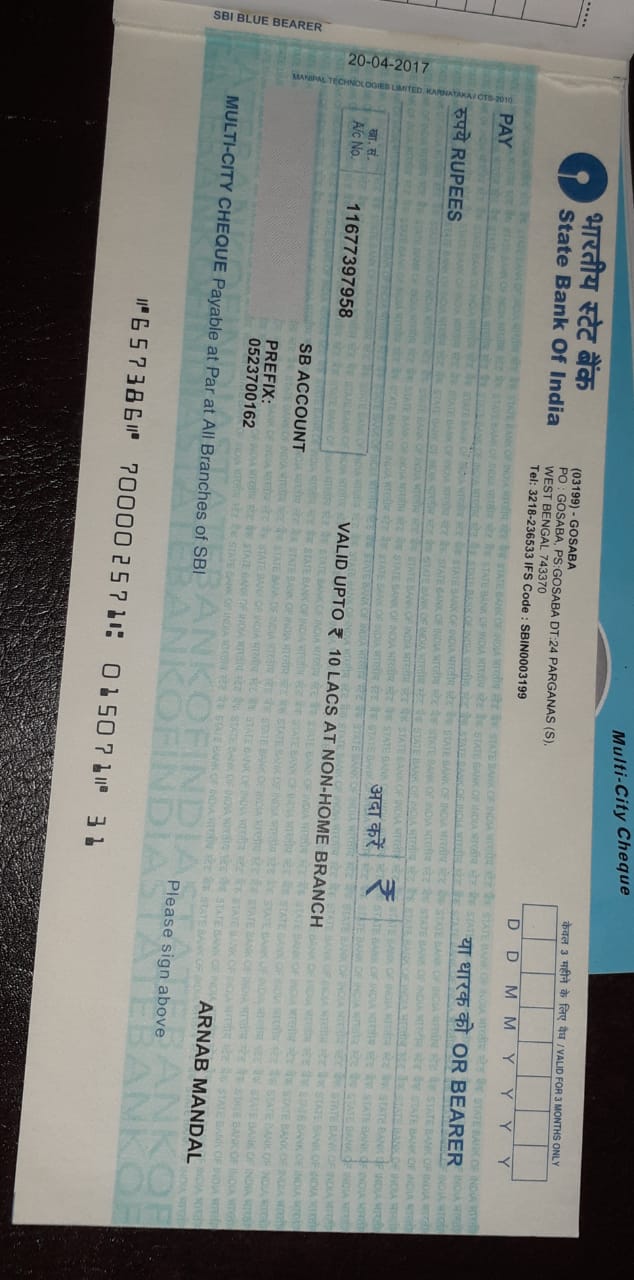 Multi-City Cheque
भारतीय स्टेट बैंक
State Bank Of India
(03199) - GOSABA
PO : GOSABA, PS:GOSABA DT:24 PARGANAS (S),
WEST BENGAL 743370
Tel: 3218-236533 IFS Code : SBIN0003199
केवल 3 महीने के लिए वैध / VALID FOR 3 MONTHS ONLY
D D M M Y Y Y Y
PAY
या धारक को OR BEARER
रुपये RUPEES
अदा करें ₹
खा. सं.
A/c No. 11677397958
VALID UPTO ₹ 10 LACS AT NON-HOME BRANCH
20-04-2017
MANIPAL TECHNOLOGIES LIMITED, KARNATAKA / CTS-2010
SB ACCOUNT
PREFIX:
0523700162
ARNAB MANDAL
MULTI-CITY CHEQUE Payable at Par at All Branches of SBI
Please sign above
SBI BLUE BEARER
⑈657386⑈ 700002571⑆ 015071⑈ 31